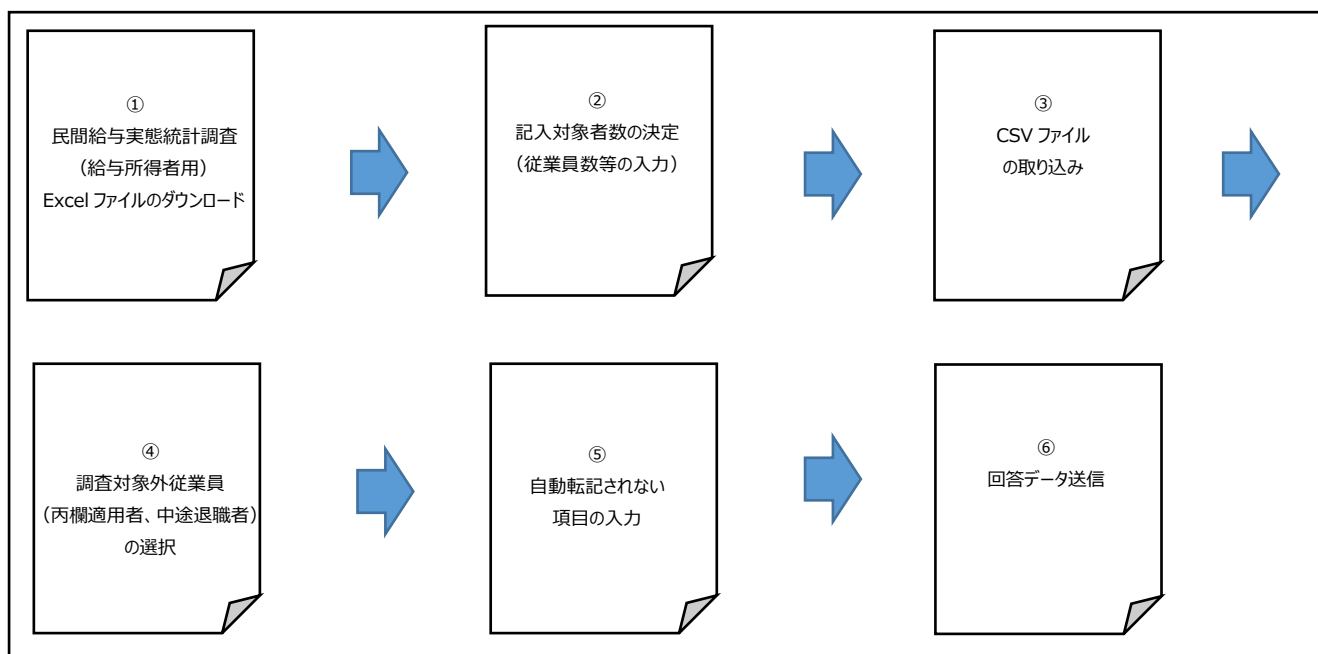 ①
民間給与実態統計調査
（給与所得者用）
Excel ファイルのダウンロード
②
記入対象者数の決定
（従業員数等の入力）
③
CSV ファイル
の取り込み
④
調査対象外従業員
（丙欄適用者、中途退職者）
の選択
⑤
自動転記されない
項目の入力
⑥
回答データ送信